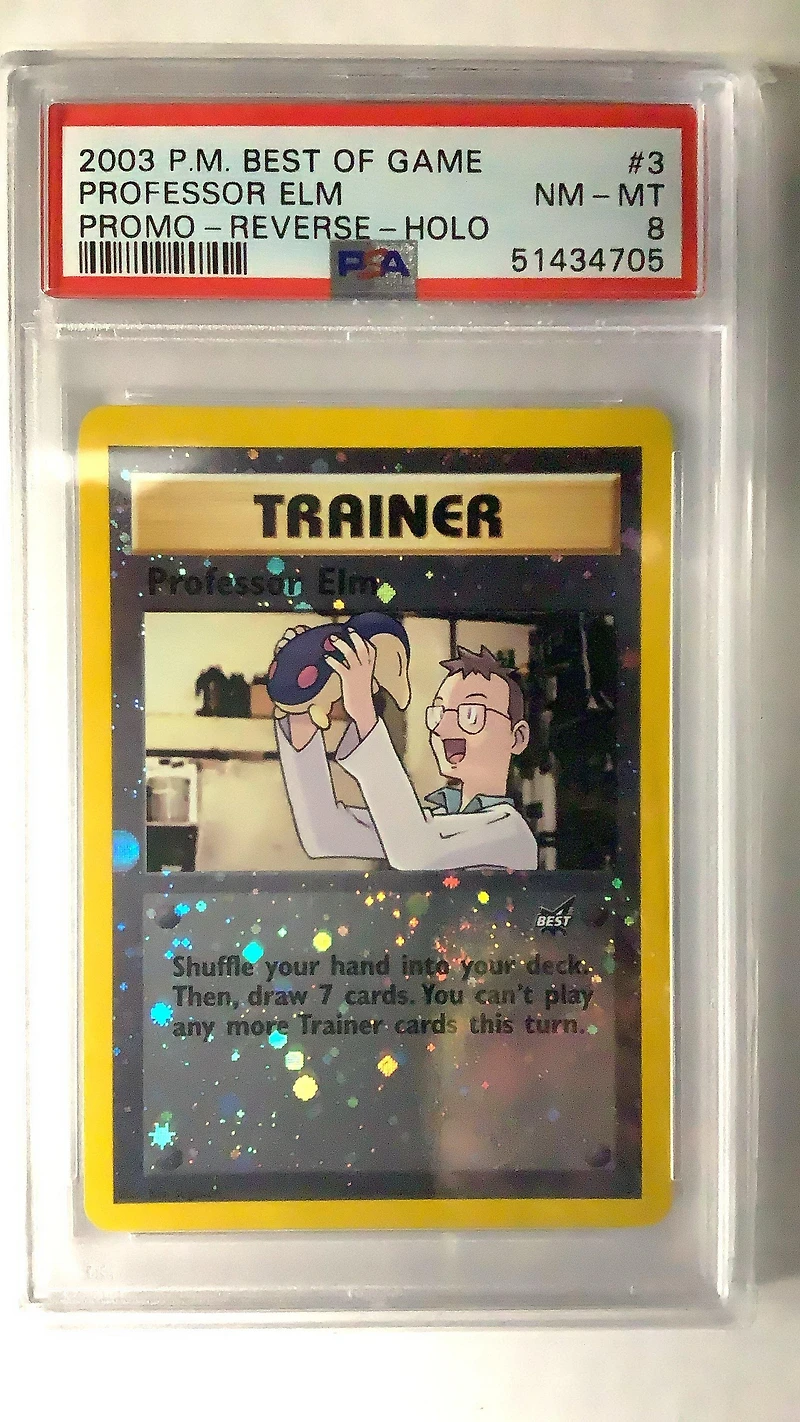 2003 P.M. BEST OF GAME #3
PROFESSOR ELM NM - MT
PROMO - REVERSE - HOLO 8
51434705
PSA
TRAINER
Professor Elm
BEST
Shuffle your hand into your deck.
Then, draw 7 cards. You can't play
any more Trainer cards this turn.